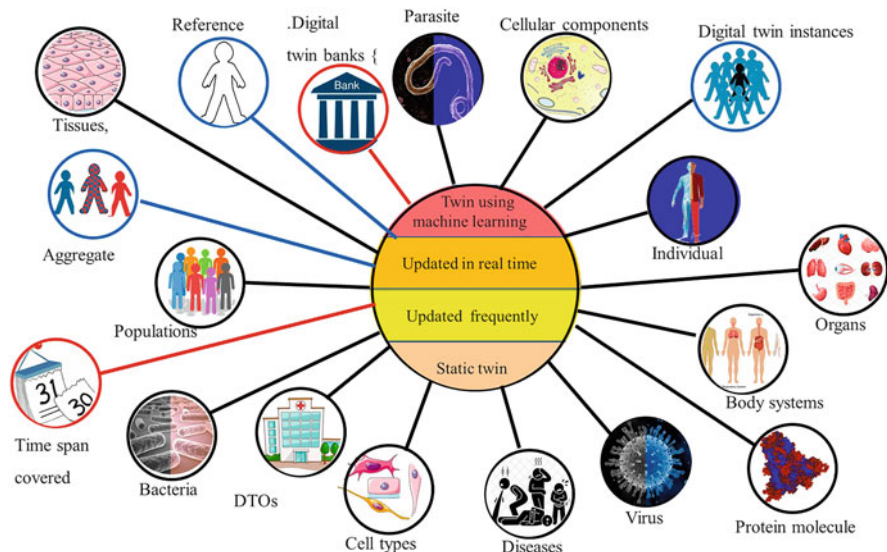 Reference
.Digital
twin banks {
Parasite
Cellular components
Digital twin instances
Bank
Tissues,
Twin using
machine learning
Individual
Aggregate
Updated in real time
Organs
Populations
Updated frequently
31
30
Static twin
Body systems
Time span
covered
Bacteria
DTOs
Cell types
Diseases
Virus
Protein molecule